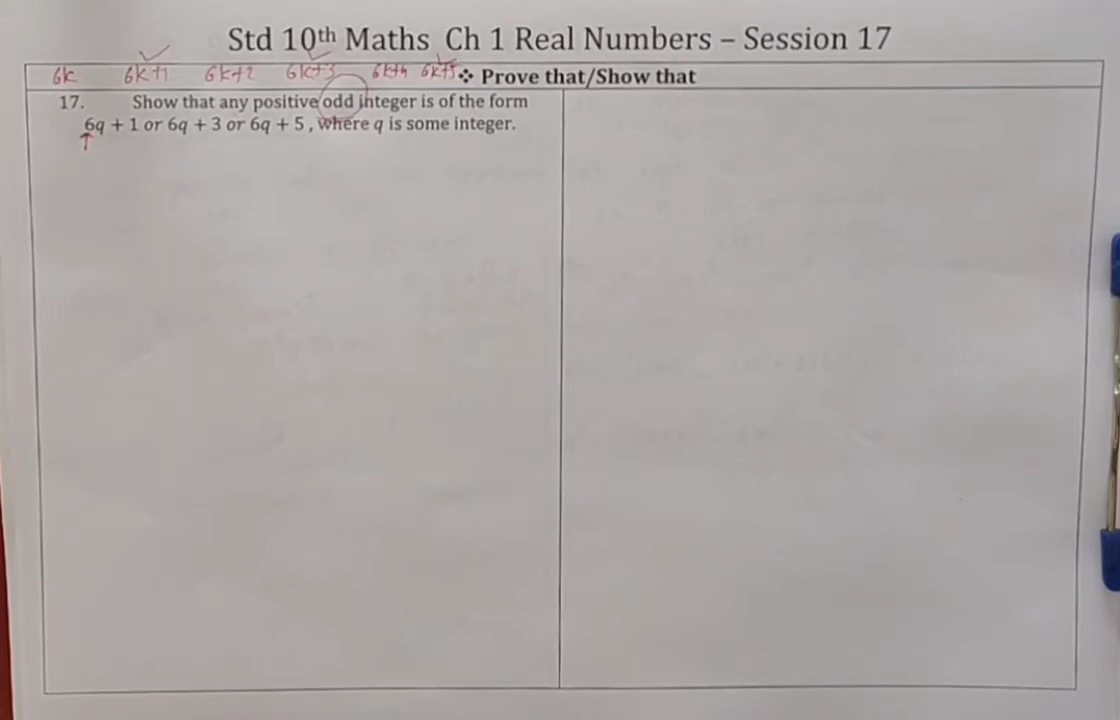 Std 10th Maths Ch 1 Real Numbers – Session 17
6k 6k+1 6k+2 6k+3 6k+4 6k+5 ❖ Prove that/Show that
17. Show that any positive odd integer is of the form
6q + 1 or 6q + 3 or 6q + 5 , where q is some integer.